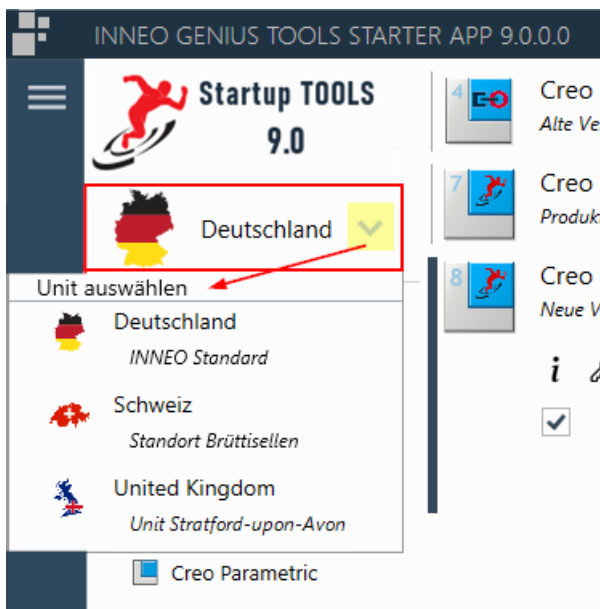 INNEO GENIUS TOOLS STARTER APP 9.0.0.0
Startup TOOLS
9.0
Deutschland
Unit auswählen
Deutschland
INNEO Standard
Schweiz
Standort Brüttisellen
United Kingdom
Unit Stratford-upon-Avon
Creo Parametric
4
Creo
Alte Ve
7
Creo
Produk
8
Creo
Neue V
i